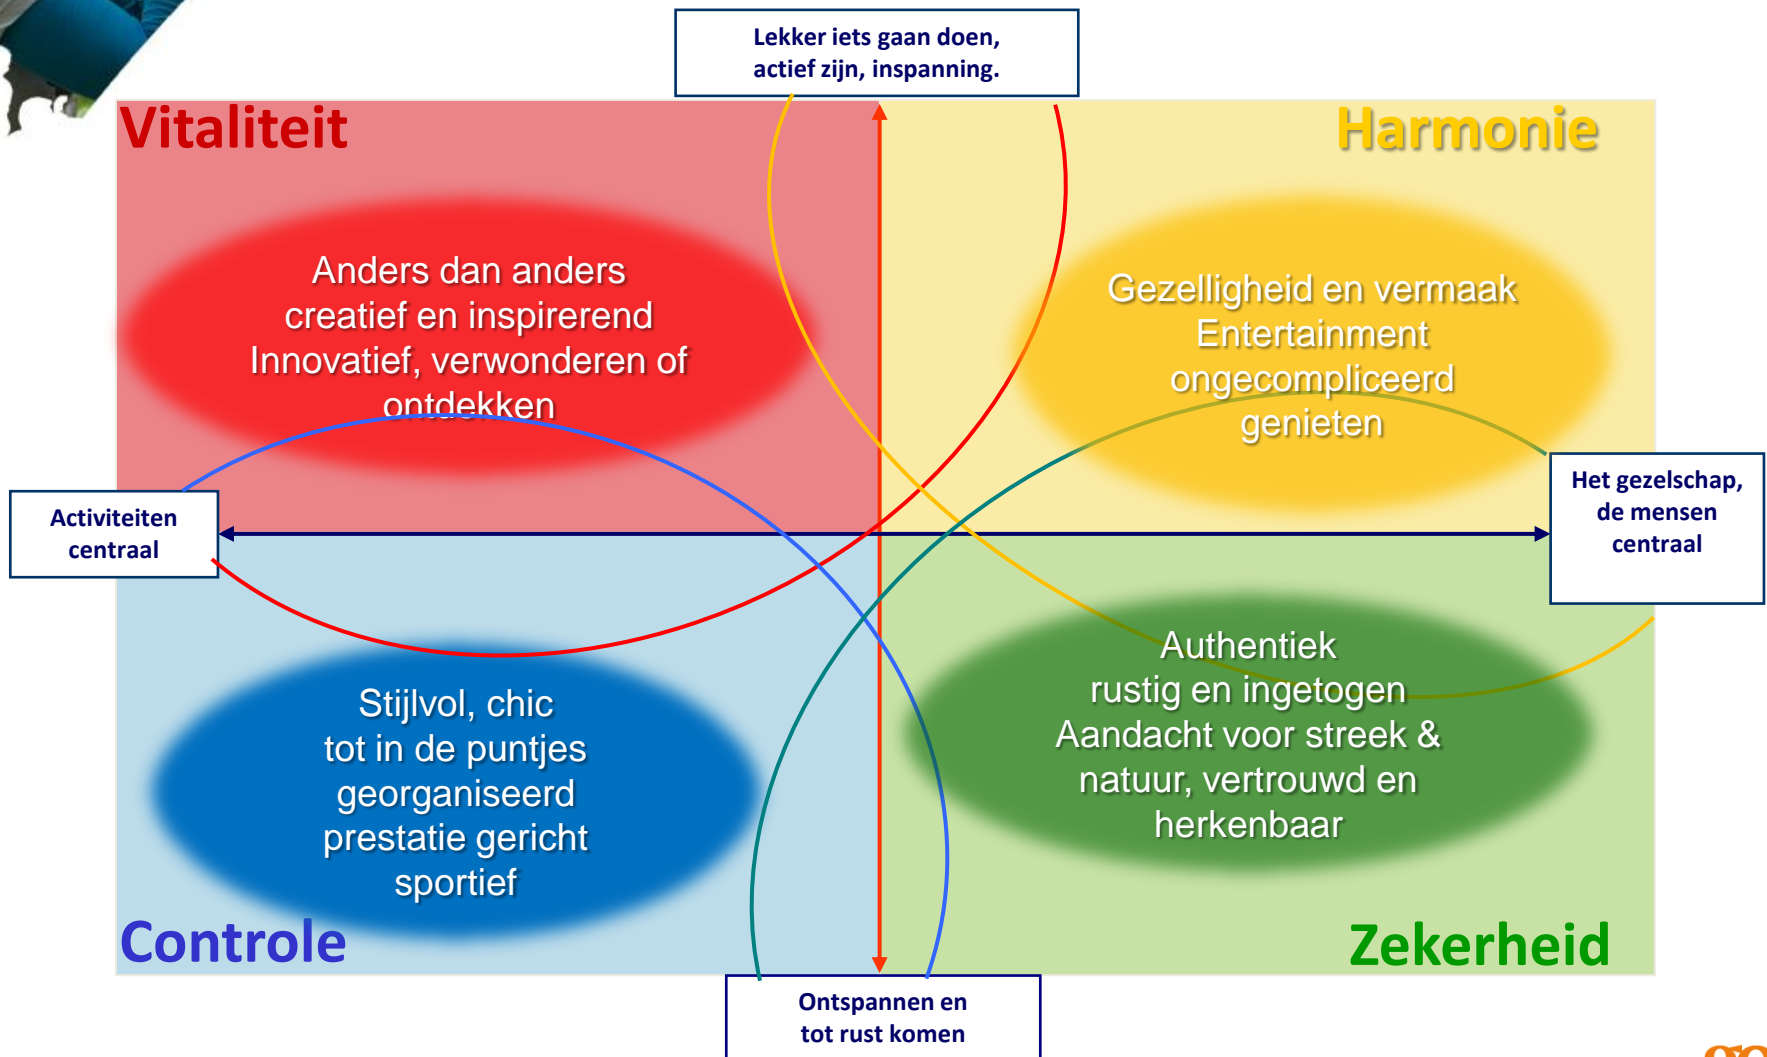 Lekker iets gaan doen,
actief zijn, inspanning.
Vitaliteit
Harmonie
Anders dan anders
creatief en inspirerend
Innovatief, verwonderen of
ontdekken
Gezelligheid en vermaak
Entertainment
ongecompliceerd
genieten
Activiteiten
centraal
Het gezelschap,
de mensen
centraal
Stijlvol, chic
tot in de puntjes
georganiseerd
prestatie gericht
sportief
Authentiek
rustig en ingetogen
Aandacht voor streek &
natuur, vertrouwd en
herkenbaar
Controle
Zekerheid
Ontspannen en
tot rust komen